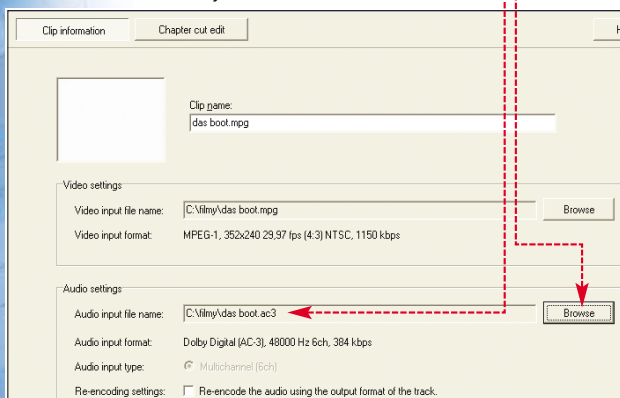 Clip information
Chapter cut edit
H
Clip name:
das boot.mpg
Video settings
Video input file name: C:\filmy\das boot.mpg Browse
Video input format: MPEG-1, 352x240 29,97 fps (4:3) NTSC, 1150 kbps
Audio settings
Audio input file name: C:\filmy\das boot.ac3 Browse
Audio input format: Dolby Digital (AC-3), 48000 Hz 6ch, 384 kbps
Audio input type: Multichannel (6ch)
Re-encoding settings: Re-encode the audio using the output format of the track.